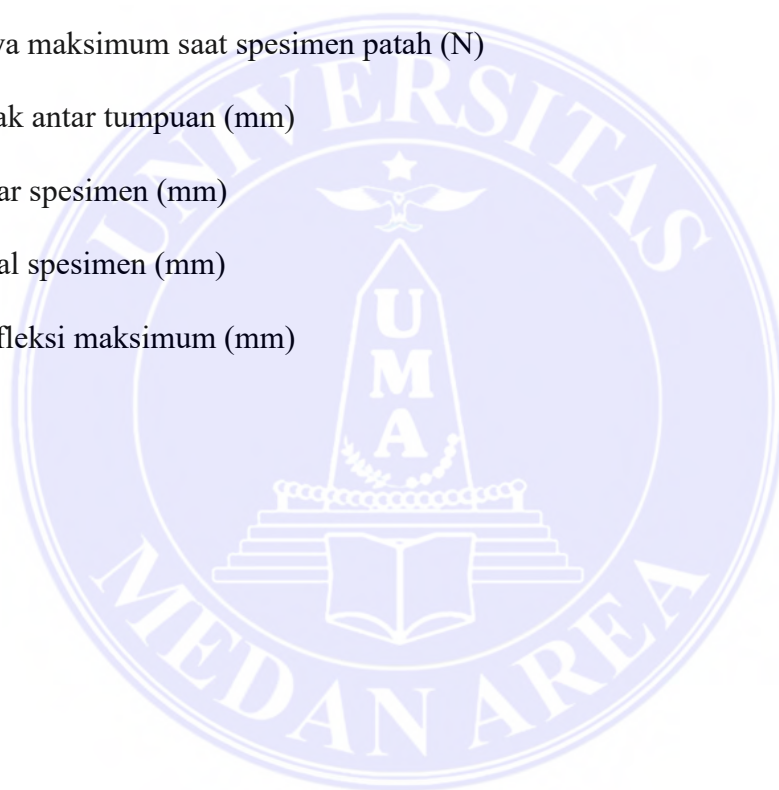 ya maksimum saat spesimen patah (N)
ak antar tumpuan (mm)
ar spesimen (mm)
al spesimen (mm)
fleksi maksimum (mm)
UNIVERSITAS
UMA
MEDAN AREA